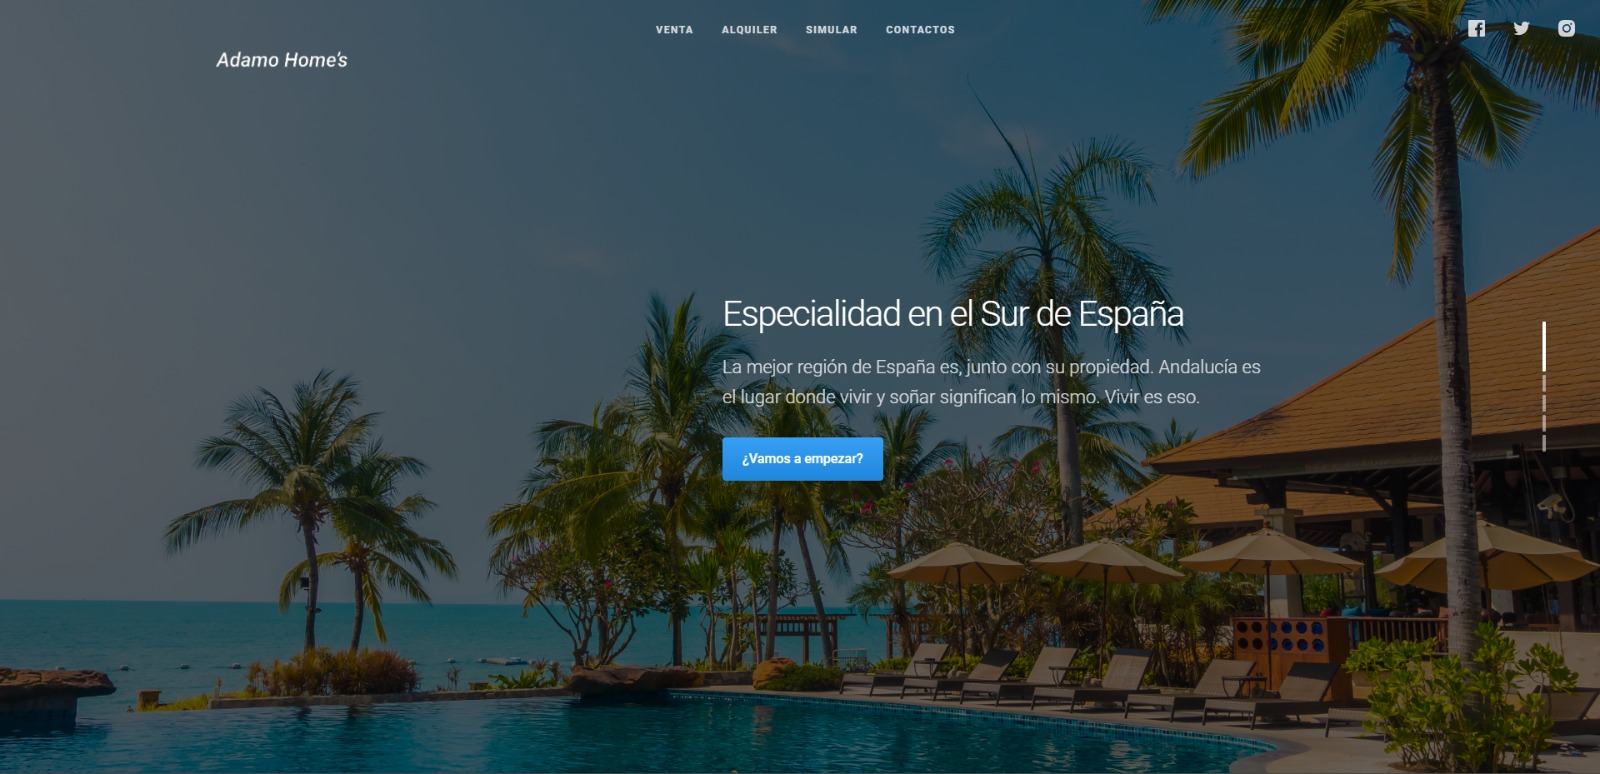 VENTA ALQUILER SIMULAR CONTACTOS
Adamo Home's
Especialidad en el Sur de España
La mejor región de España es, junto con su propiedad. Andalucía es
el lugar donde vivir y soñar significan lo mismo. Vivir es eso.
¿Vamos a empezar?